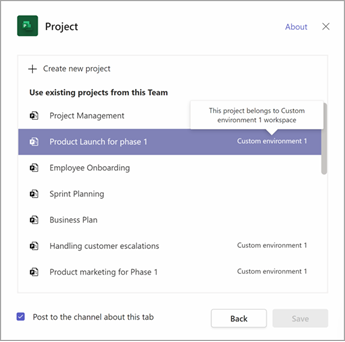 Project
About
Create new project
Use existing projects from this Team
Project Management
This project belongs to Custom
environment 1 workspace
Product Launch for phase 1 Custom environment 1
Employee Onboarding
Sprint Planning
Business Plan
Handling customer escalations Custom environment 1
Product marketing for Phase 1 Custom environment 1
Post to the channel about this tab
Back
Save